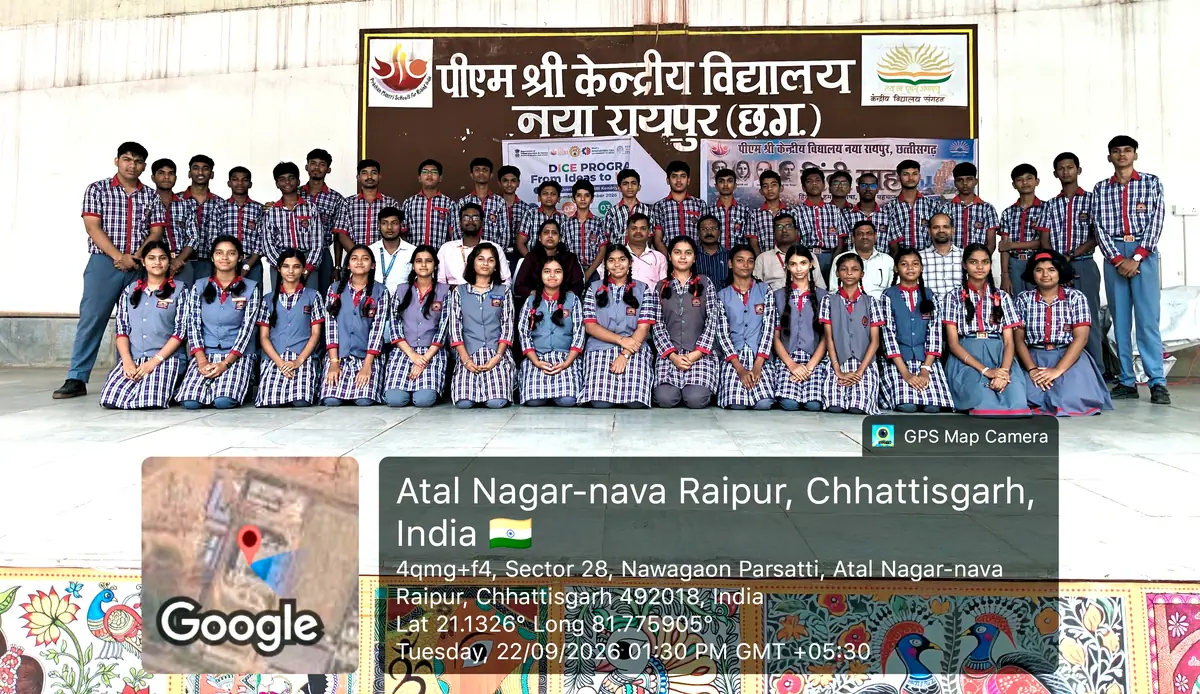 पीएम श्री केन्द्रीय विद्यालय
नया रायपुर (छ.ग.)
केन्द्रीय विद्यालय संगठन
DICE PROGRA
From Ideas to
पीएम श्री केन्द्रीय विद्यालय नया रायपुर, छत्तीसगढ़
GPS Map Camera
Atal Nagar-nava Raipur, Chhattisgarh,
India
4qmg+f4, Sector 28, Nawagaon Parsatti, Atal Nagar-nava
Raipur, Chhattisgarh 492018, India
Lat 21.1326° Long 81.775905°
Tuesday, 22/09/2026 01:30 PM GMT +05:30
Google